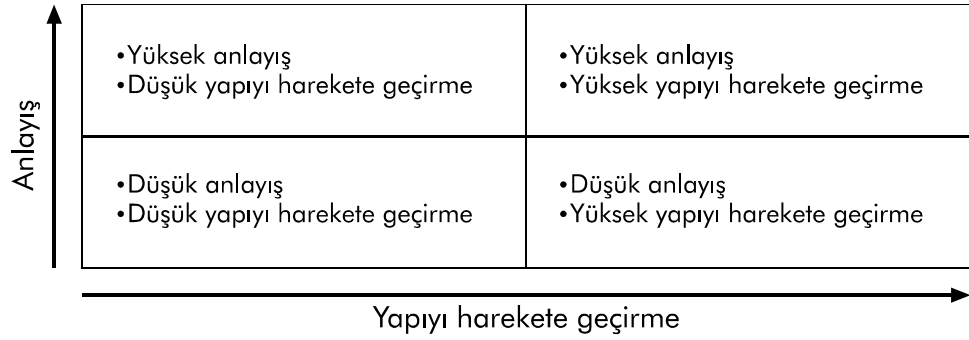 •Yüksek anlayış
•Düşük yapıyı harekete geçirme
•Yüksek anlayış
•Yüksek yapıyı harekete geçirme
Anlayış
•Düşük anlayış
•Düşük yapıyı harekete geçirme
•Düşük anlayış
•Yüksek yapıyı harekete geçirme
Yapıyı harekete geçirme